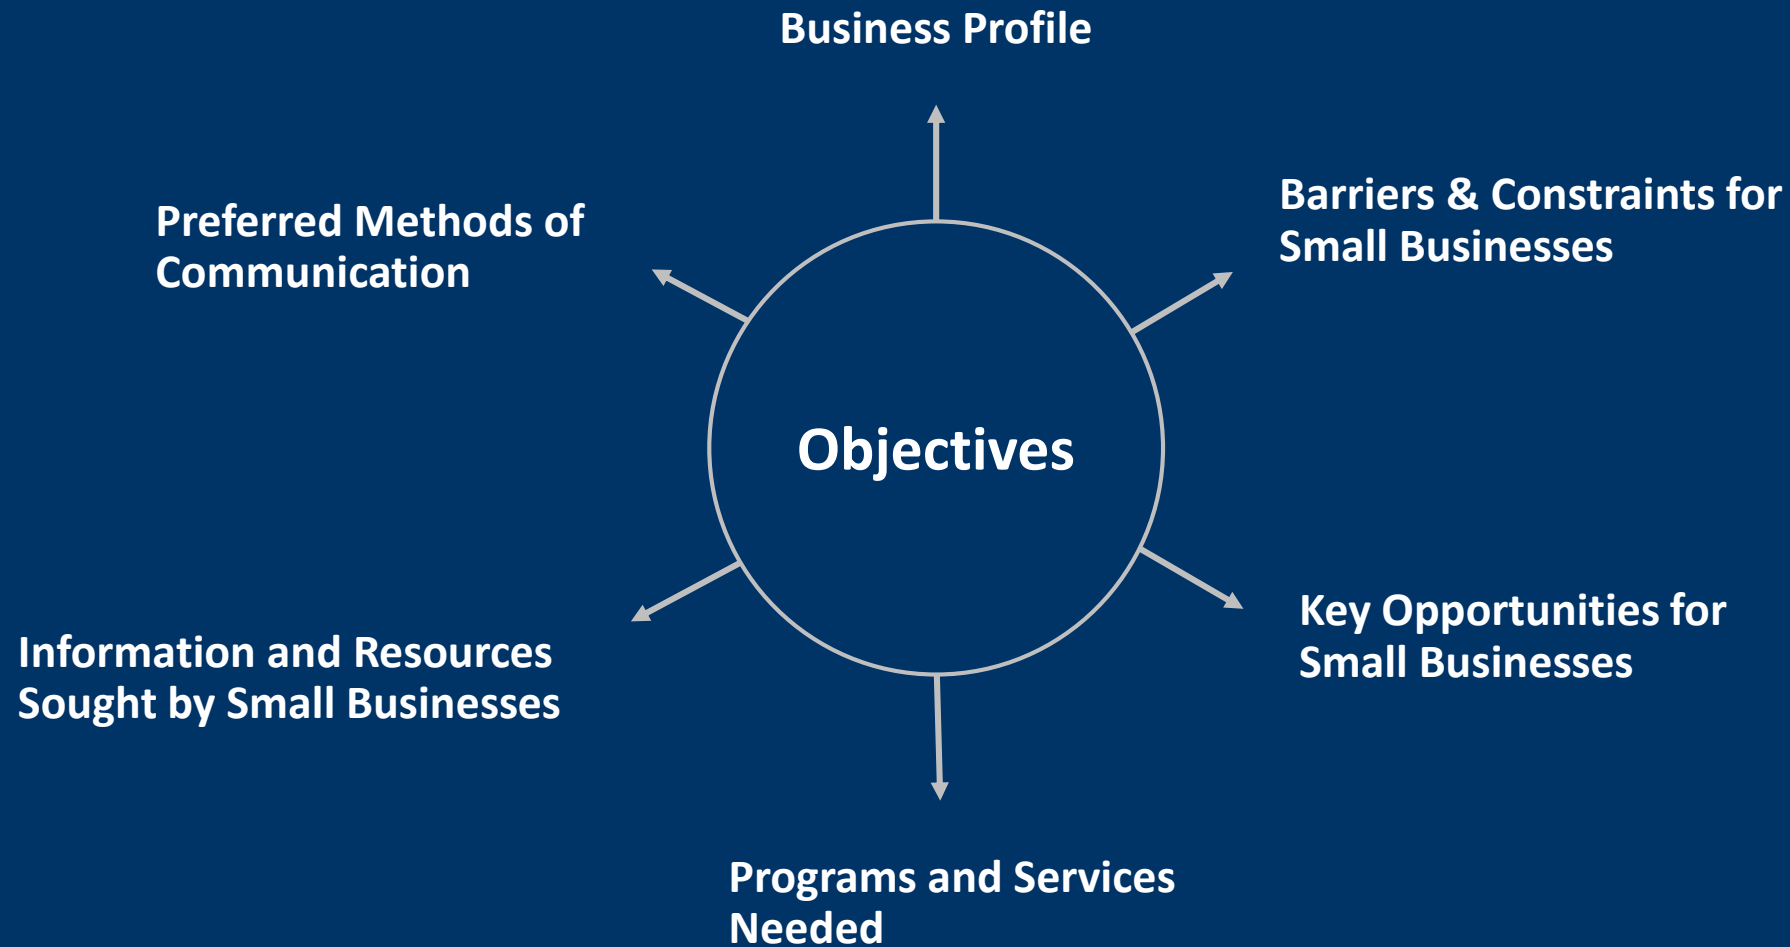 Business Profile
Preferred Methods of
Communication
Barriers & Constraints for
Small Businesses
Objectives
Information and Resources
Sought by Small Businesses
Key Opportunities for
Small Businesses
Programs and Services
Needed